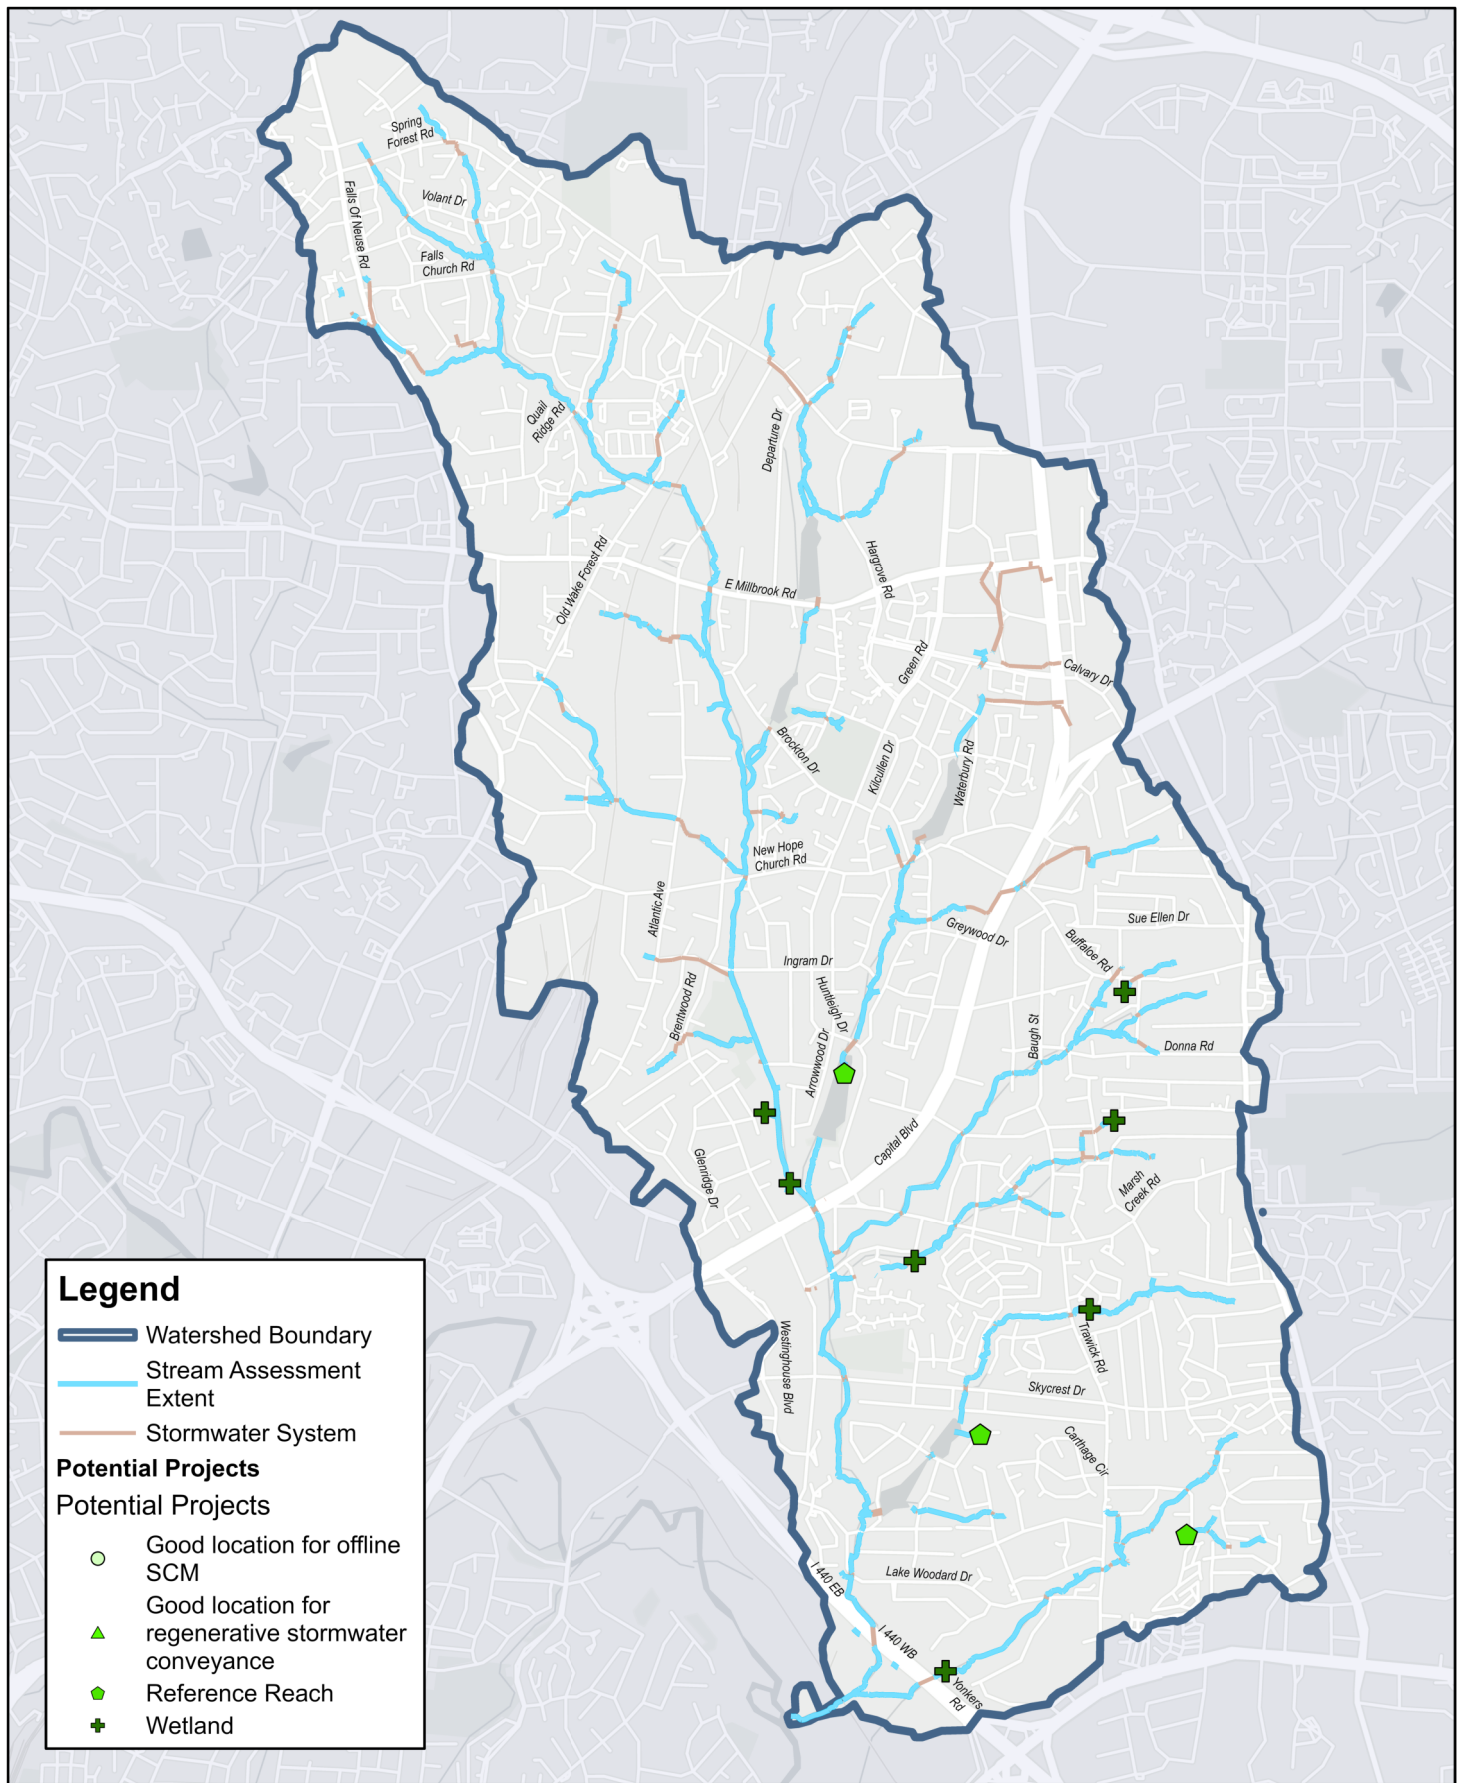 Spring
Forest Rd
Volant Dr
Falls Of Neuse Rd
Falls
Church Rd
Quail
Ridge Rd
Departure Dr
Old Wake Forest Rd
E Millbrook Rd
Hargrove Rd
Green Rd
Calvary Dr
Brockton Dr
Kilcullen Dr
Waterbury Rd
New Hope
Church Rd
Atlantic Ave
Greywood Dr
Sue Ellen Dr
Buffaloe Rd
Ingram Dr
Huntleigh Dr
Brentwood Rd
Baugh St
Donna Rd
Arrowwood Dr
Capital Blvd
Glenridge Dr
Marsh
Creek Rd
Westinghouse Blvd
Trawick Rd
Skycrest Dr
Carthage Cir
Lake Woodard Dr
I 440 EB
I 440 WB
Yonkers
Rd
Legend
Watershed Boundary
Stream Assessment
Extent
Stormwater System
Potential Projects
Potential Projects
Good location for offline
SCM
Good location for
regenerative stormwater
conveyance
Reference Reach
Wetland